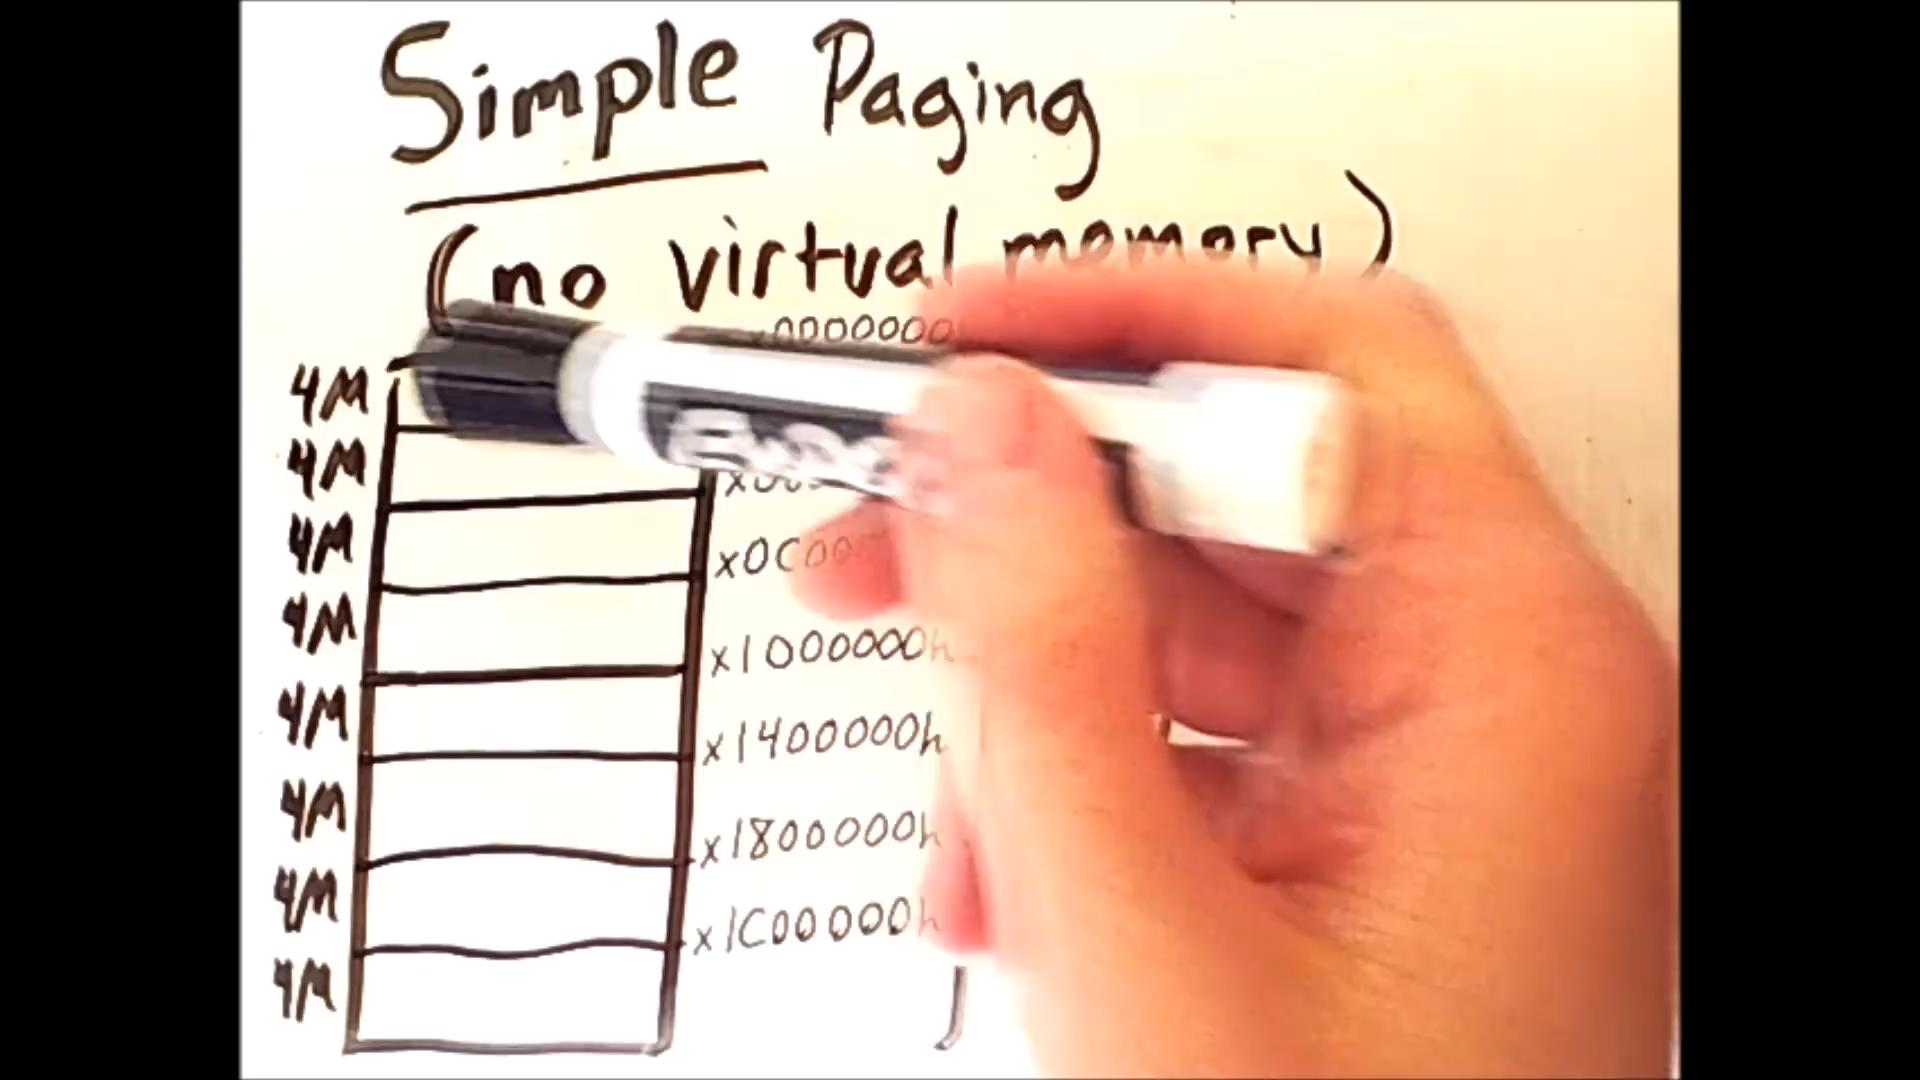 Simple Paging
(no virtual memory)
4M
4M
4M
4M x1000000h
4M x1400000h
4M x1800000h
4M x1C00000h
4M